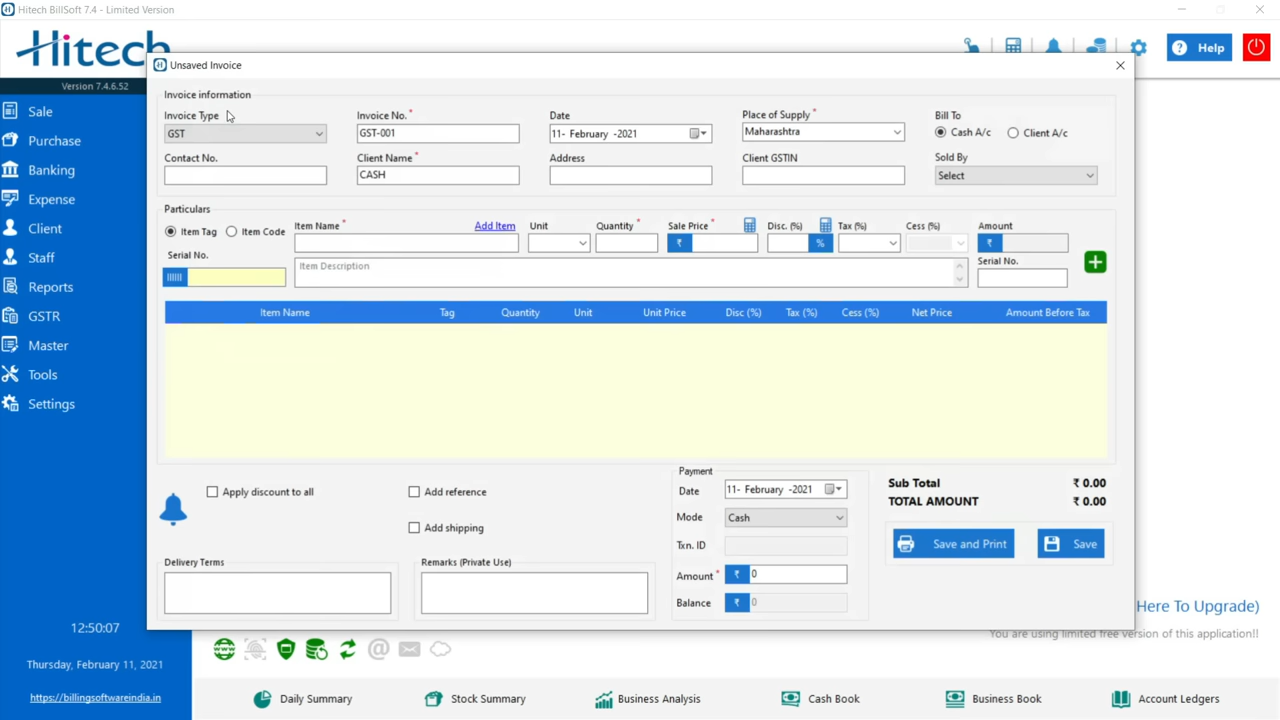 Hitech BillSoft 7.4 - Limited Version
Hitech
Help
Version 7.4.6.52
Sale
Purchase
Banking
Expense
Client
Staff
Reports
GSTR
Master
Tools
Settings
12:50:07
Thursday, February 11, 2021
https://billingsoftwareindia.in
Unsaved Invoice
Invoice information
Invoice Type
Invoice No. *
Date
Place of Supply *
Bill To
GST
GST-001
11- February -2021
Maharashtra
Cash A/c
Client A/c
Contact No.
Client Name *
Address
Client GSTIN
Sold By
CASH
Select
Particulars
Item Tag
Item Code
Item Name *
Add Item
Unit
Quantity *
Sale Price *
Disc. (%)
Tax (%)
Cess (%)
Amount
₹
%
₹
Serial No.
Item Description
Serial No.
Item Name
Tag
Quantity
Unit
Unit Price
Disc (%)
Tax (%)
Cess (%)
Net Price
Amount Before Tax
Apply discount to all
Add reference
Add shipping
Delivery Terms
Remarks (Private Use)
Payment
Date
11- February -2021
Mode
Cash
Txn. ID
Amount *
₹ 0
Balance
₹ 0
Sub Total ₹ 0.00
TOTAL AMOUNT ₹ 0.00
Save and Print
Save
Here To Upgrade)
You are using limited free version of this application!!
Daily Summary
Stock Summary
Business Analysis
Cash Book
Business Book
Account Ledgers